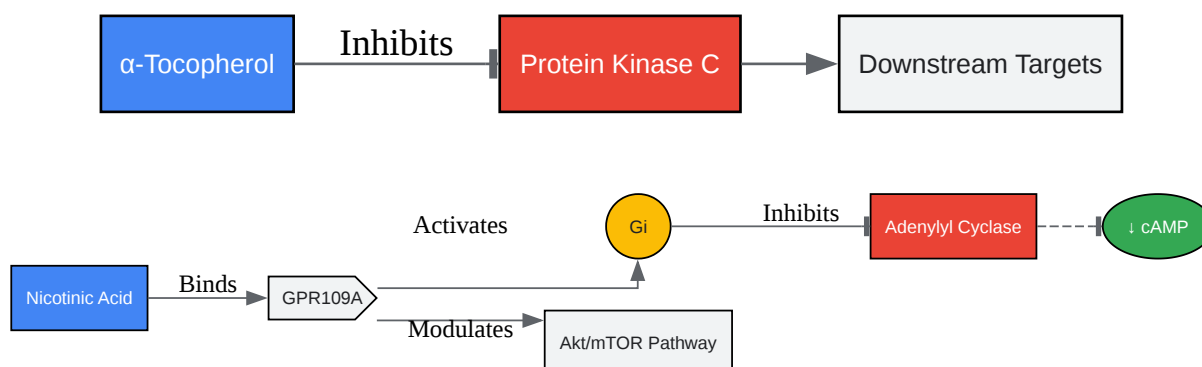 α-Tocopherol
Inhibits
Protein Kinase C
Downstream Targets
Activates
Gi
Inhibits
Adenylyl Cyclase
↓ cAMP
Nicotinic Acid
Binds
GPR109A
Modulates
Akt/mTOR Pathway